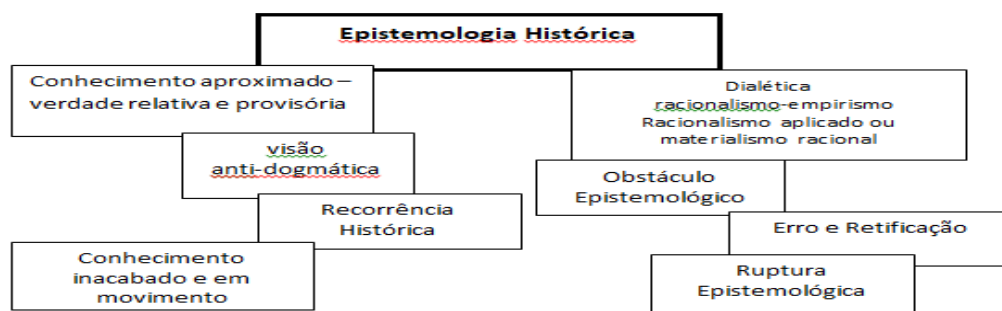 Epistemologia Histórica
Conhecimento aproximado –
verdade relativa e provisória
visão
anti-dogmática
Recorrência
Histórica
Conhecimento
inacabado e em
movimento
Dialética
racionalismo-empirismo
Racionalismo aplicado ou
materialismo racional
Obstáculo
Epistemológico
Erro e Retificação
Ruptura
Epistemológica